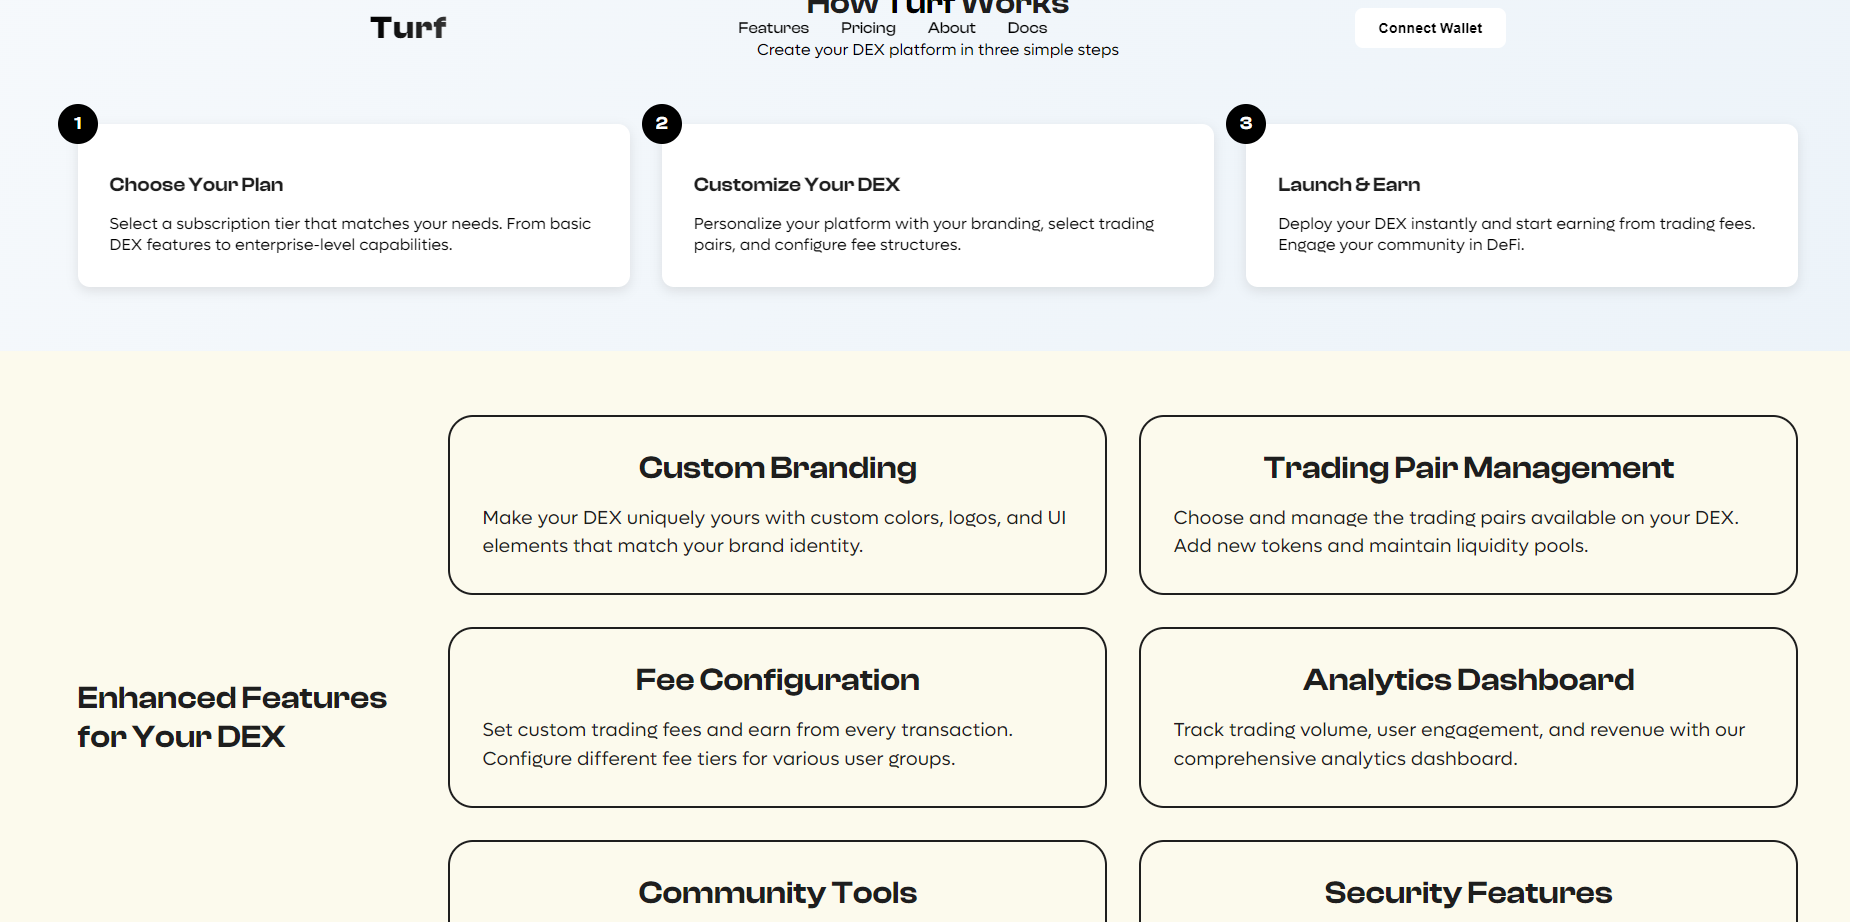 How Turf Works
Turf
Features
Pricing
About
Docs
Connect Wallet
Create your DEX platform in three simple steps
1
Choose Your Plan
Select a subscription tier that matches your needs. From basic
DEX features to enterprise-level capabilities.
2
Customize Your DEX
Personalize your platform with your branding, select trading
pairs, and configure fee structures.
3
Launch & Earn
Deploy your DEX instantly and start earning from trading fees.
Engage your community in DeFi.
Enhanced Features
for Your DEX
Custom Branding
Make your DEX uniquely yours with custom colors, logos, and UI
elements that match your brand identity.
Trading Pair Management
Choose and manage the trading pairs available on your DEX.
Add new tokens and maintain liquidity pools.
Fee Configuration
Set custom trading fees and earn from every transaction.
Configure different fee tiers for various user groups.
Analytics Dashboard
Track trading volume, user engagement, and revenue with our
comprehensive analytics dashboard.
Community Tools
Security Features